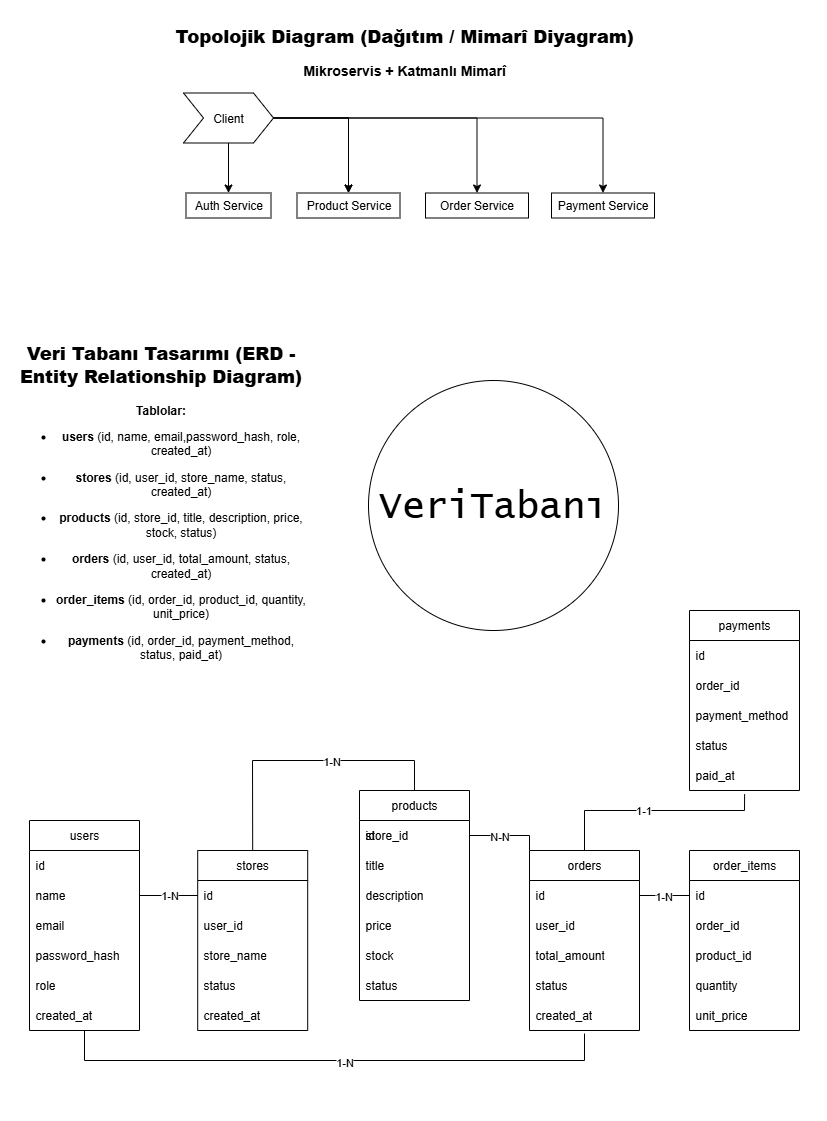 Topolojik Diagram (Dağıtım / Mimarî Diyagram)
Mikroservis + Katmanlı Mimarî
Client
Auth Service
Product Service
Order Service
Payment Service
Veri Tabanı Tasarımı (ERD -
Entity Relationship Diagram)
Tablolar:
• users (id, name, email,password_hash, role,
created_at)
• stores (id, user_id, store_name, status,
created_at)
• products (id, store_id, title, description, price,
stock, status)
• orders (id, user_id, total_amount, status,
created_at)
• order_items (id, order_id, product_id, quantity,
unit_price)
• payments (id, order_id, payment_method,
status, paid_at)
VeriTabanı
payments
id
order_id
payment_method
status
paid_at
1-N
1-1
users
id
name
email
password_hash
role
created_at
1-N
stores
id
user_id
store_name
status
created_at
products
id
store_id
title
description
price
stock
status
N-N
orders
id
user_id
total_amount
status
created_at
1-N
order_items
id
order_id
product_id
quantity
unit_price
1-N